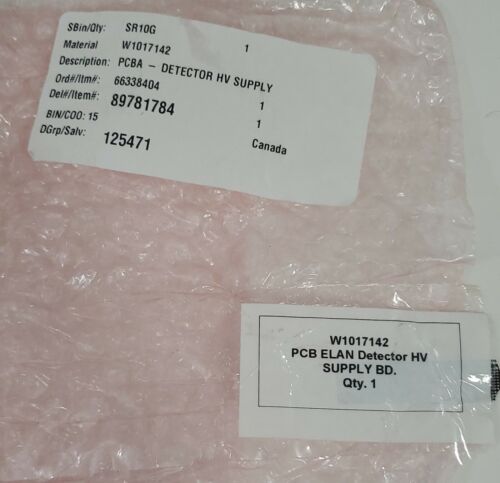 SBin/Qty: SR10G 1
Material W1017142
Description: PCBA - DETECTOR HV SUPPLY
Ord#/Itm#: 66338404 1
Del#/Item#: 89781784 1
BIN/COO: 15 Canada
DGrp/Salv: 125471
W1017142
PCB ELAN Detector HV
SUPPLY BD.
Qty. 1